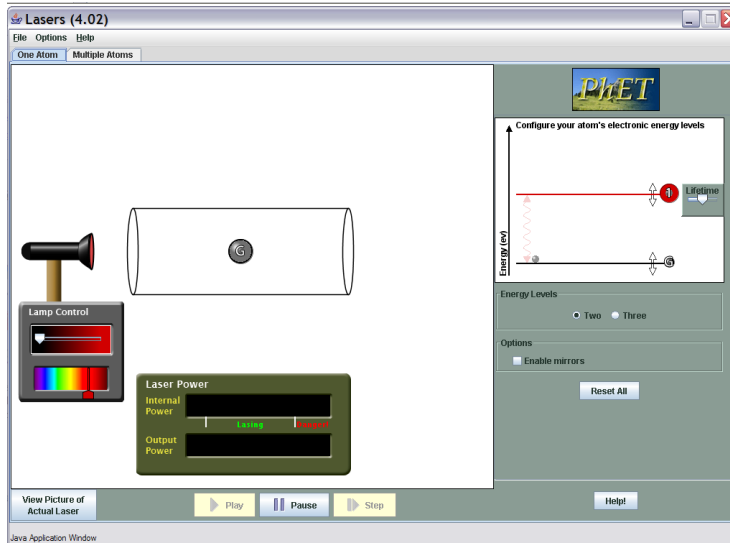 Lasers (4.02)
File Options Help
One Atom Multiple Atoms
PhET
Configure your atom's electronic energy levels
1
Lifetime
Energy (ev)
G
G
Lamp Control
Energy Levels
Two Three
Options
Enable mirrors
Reset All
Laser Power
Internal
Power
Lasing
Output
Power
View Picture of
Actual Laser
Play Pause Step
Help!
Java Application Window